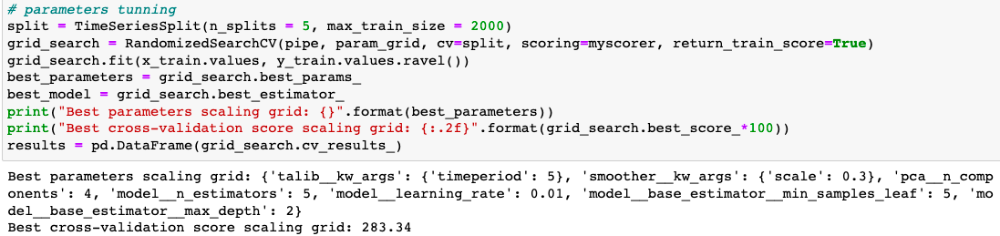 # parameters tunning
split = TimeSeriesSplit(n_splits = 5, max_train_size = 2000)
grid_search = RandomizedSearchCV(pipe, param_grid, cv=split, scoring=myscorer, return_train_score=True)
grid_search.fit(x_train.values, y_train.values.ravel())
best_parameters = grid_search.best_params_
best_model = grid_search.best_estimator_
print("Best parameters scaling grid: {}".format(best_parameters))
print("Best cross-validation score scaling grid: {:.2f}".format(grid_search.best_score_*100))
results = pd.DataFrame(grid_search.cv_results_)
Best parameters scaling grid: {'talib__kw_args': {'timeperiod': 5}, 'smoother__kw_args': {'scale': 0.3}, 'pca__n_comp
onents': 4, 'model__n_estimators': 5, 'model__learning_rate': 0.01, 'model__base_estimator__min_samples_leaf': 5, 'mo
del__base_estimator__max_depth': 2}
Best cross-validation score scaling grid: 283.34